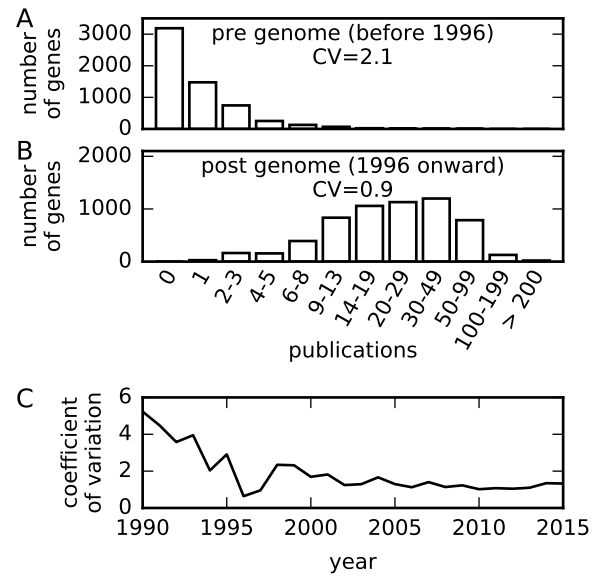 A
number
of genes
3000
2000
1000
0
pre genome (before 1996)
CV=2.1
B
number
of genes
2000
1000
0
post genome (1996 onward)
CV=0.9
0
1
2-3
4-5
6-8
9-13
14-19
20-29
30-49
50-99
100-199
> 200
publications
C
coefficient
of variation
6
4
2
0
1990
1995
2000
2005
2010
2015
year